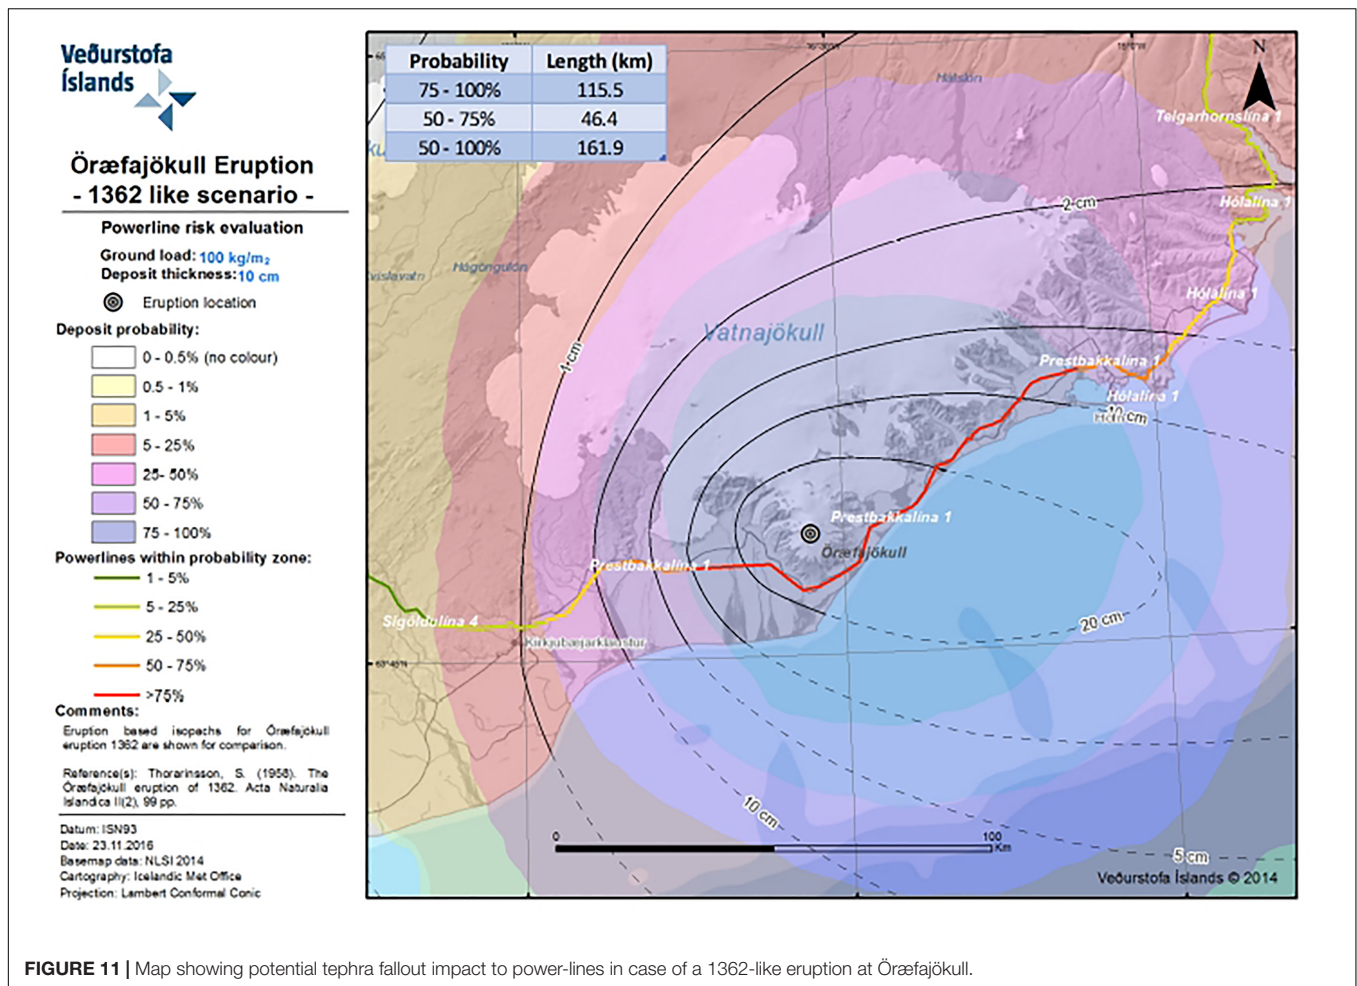 Veðurstofa
Íslands
Öræfajökull Eruption
- 1362 like scenario -
Powerline risk evaluation
Ground load: 100 kg/m₂
Deposit thickness: 10 cm
Eruption location
Deposit probability:
0 - 0.5% (no colour)
0.5 - 1%
1 - 5%
5 - 25%
25- 50%
50 - 75%
75 - 100%
Powerlines within probability zone:
1 - 5%
5 - 25%
25 - 50%
50 - 75%
>75%
Comments:
Eruption based isopachs for Öræfajökull
eruption 1362 are shown for comparison.
Reference(s): Thorarinsson, S. (1958). The
Öræfajökull eruption of 1362. Acta Naturalia
Islandica II(2), 99 pp.
Datum: ISN93
Date: 23.11.2016
Basemap data: NLSI 2014
Cartography: Icelandic Met Office
Projection: Lambert Conformal Conic
Probability Length (km)
75 - 100% 115.5
50 - 75% 46.4
50 - 100% 161.9
N
Hálslón
Teigarhornslína 1
Hólalína 1
2 cm
Hágöngulón
Hólalína 1
Vatnajökull
1 cm
Prestbakkalína 1
Hólalína 1
10 cm
Prestbakkalína 1
Öræfajökull
Prestbakkalína 1
Sigöldulína 4
Kirkjubæjarklaustur
63°45'N
20 cm
10 cm
0 100
Km
5 cm
Veðurstofa Íslands © 2014
FIGURE 11 | Map showing potential tephra fallout impact to power-lines in case of a 1362-like eruption at Öræfajökull.